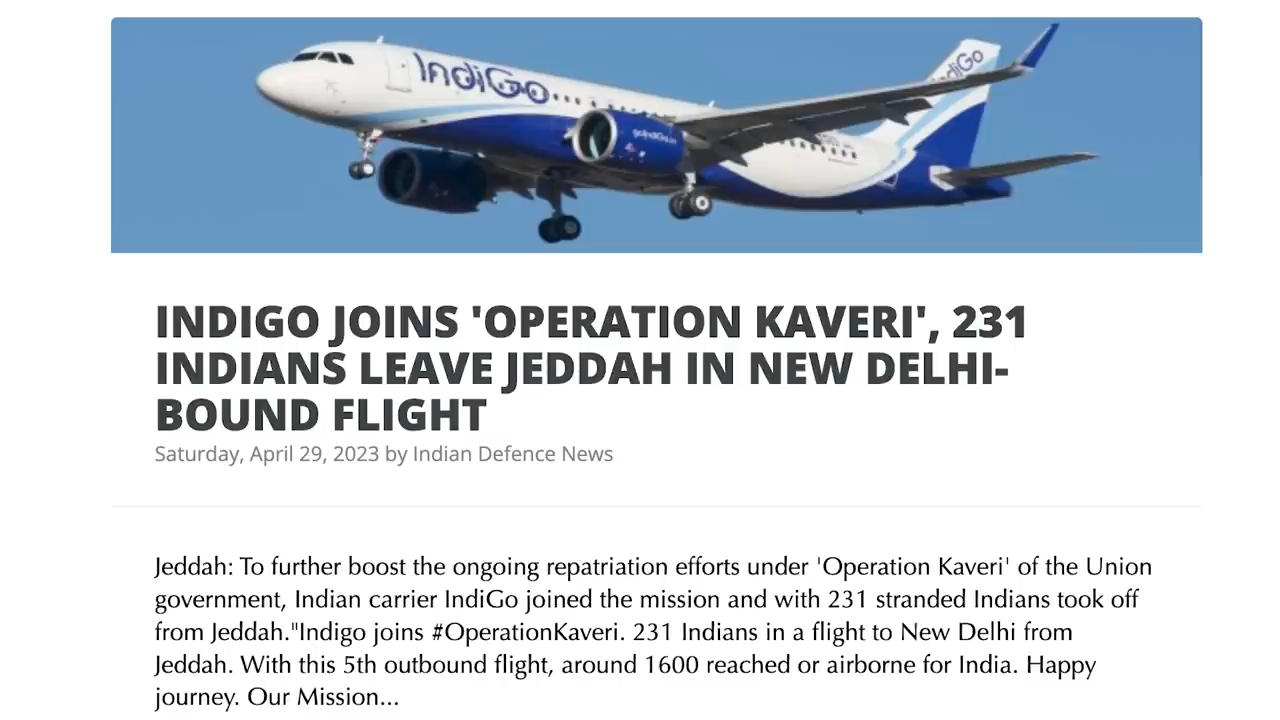 IndiGo
ndiGo
goIndiGo.in
INDIGO JOINS 'OPERATION KAVERI', 231
INDIANS LEAVE JEDDAH IN NEW DELHI-
BOUND FLIGHT
Saturday, April 29, 2023 by Indian Defence News
Jeddah: To further boost the ongoing repatriation efforts under 'Operation Kaveri' of the Union
government, Indian carrier IndiGo joined the mission and with 231 stranded Indians took off
from Jeddah."Indigo joins #OperationKaveri. 231 Indians in a flight to New Delhi from
Jeddah. With this 5th outbound flight, around 1600 reached or airborne for India. Happy
journey. Our Mission...